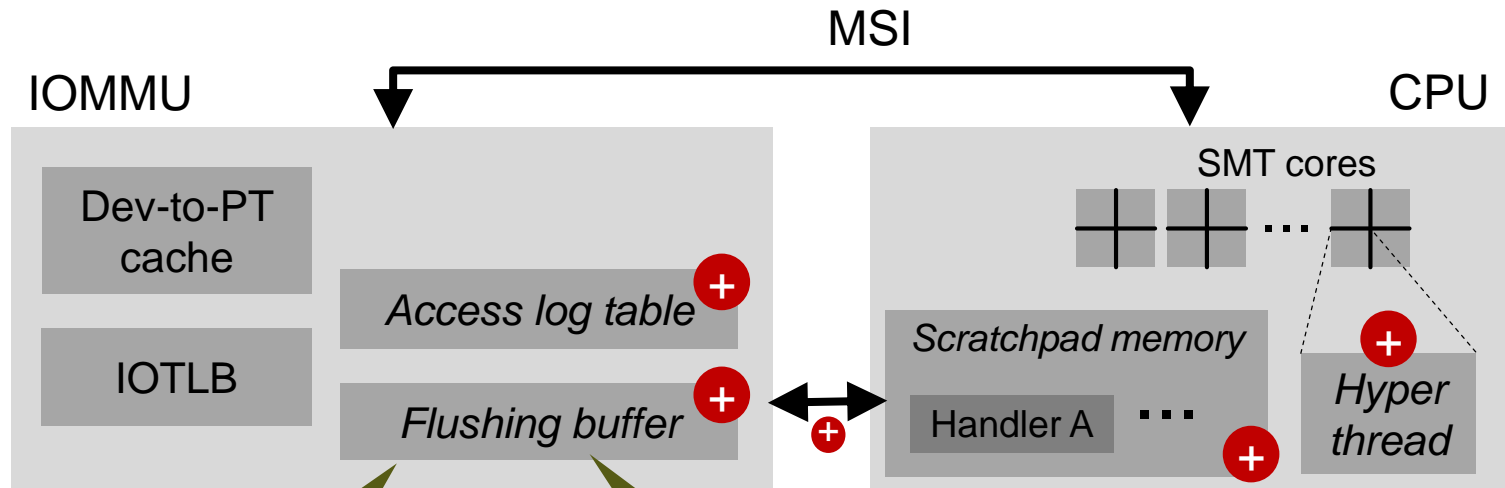 MSI
IOMMU
CPU
Dev-to-PT
cache
IOTLB
Access log table
+
Flushing buffer
+
+
SMT cores
...
Scratchpad memory
Handler A
...
+
+
Hyper
thread